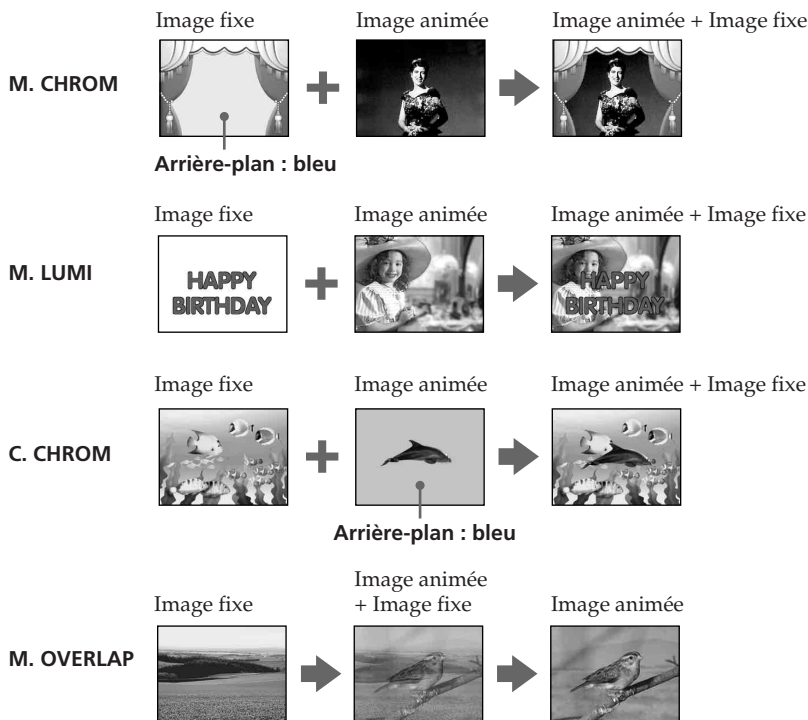 Image fixe
Image animée
Image animée + Image fixe
M. CHROM
Arrière-plan : bleu
Image fixe
Image animée
Image animée + Image fixe
M. LUMI
HAPPY
BIRTHDAY
HAPPY
BIRTHDAY
Image fixe
Image animée
Image animée + Image fixe
C. CHROM
Arrière-plan : bleu
Image fixe
Image animée
+ Image fixe
Image animée
M. OVERLAP